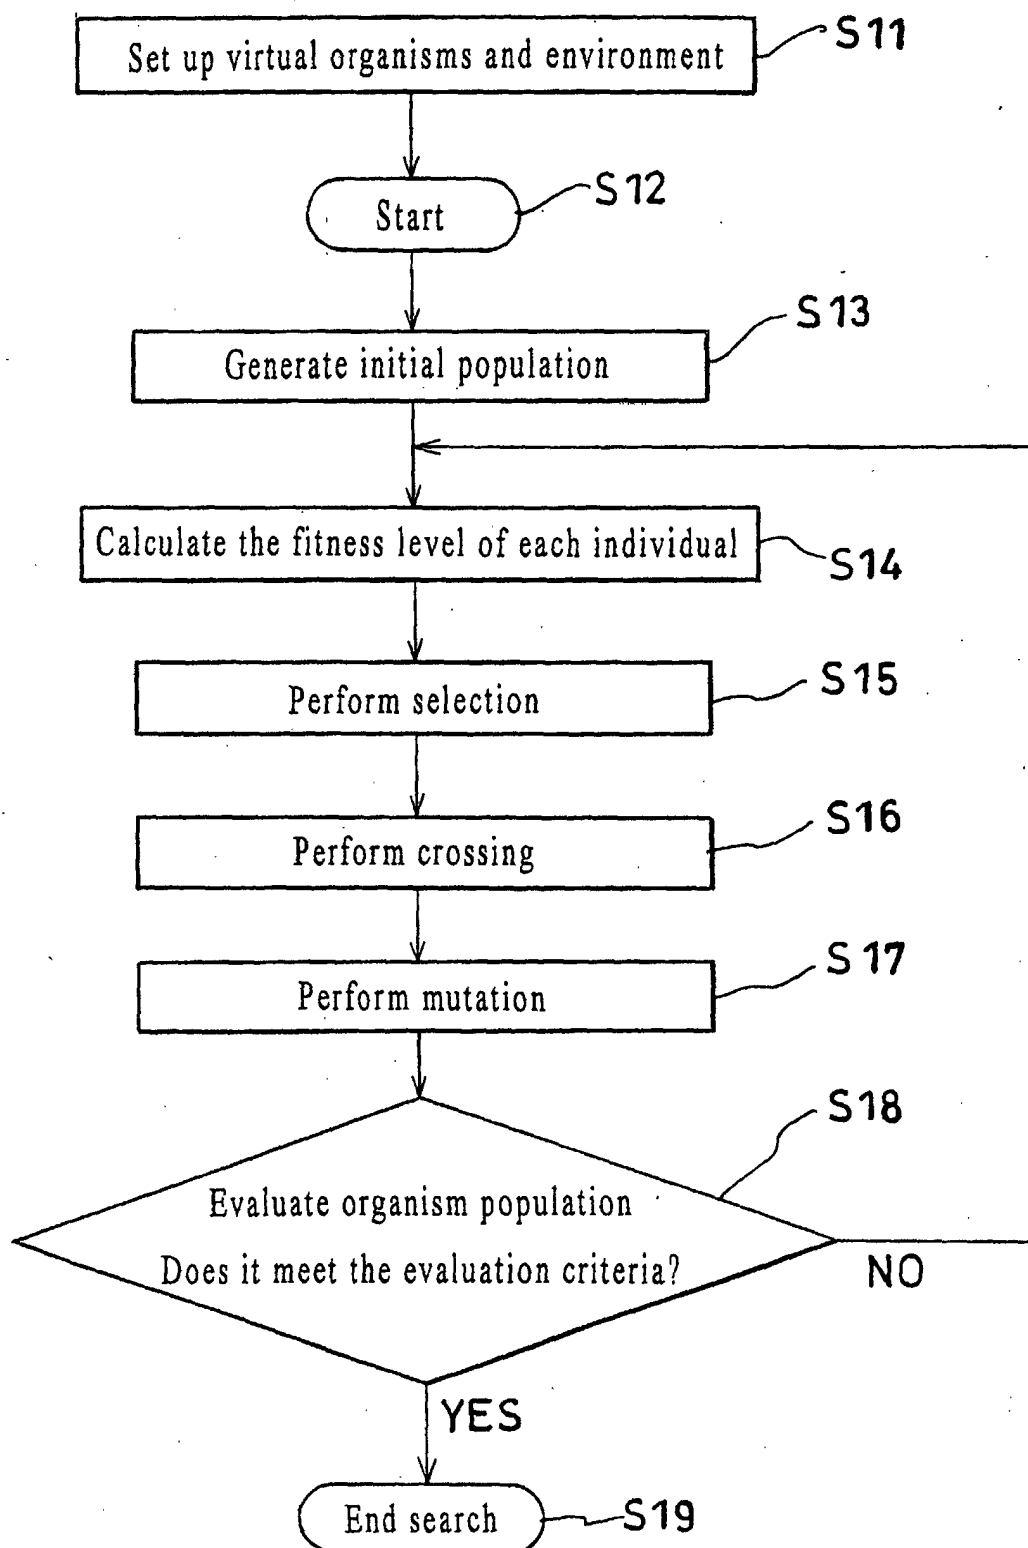 Set up virtual organisms and environment
S11
Start
S12
Generate initial population
S13
Calculate the fitness level of each individual
S14
Perform selection
S15
Perform crossing
S16
Perform mutation
S17
S18
Evaluate organism population
Does it meet the evaluation criteria?
NO
YES
End search
S19